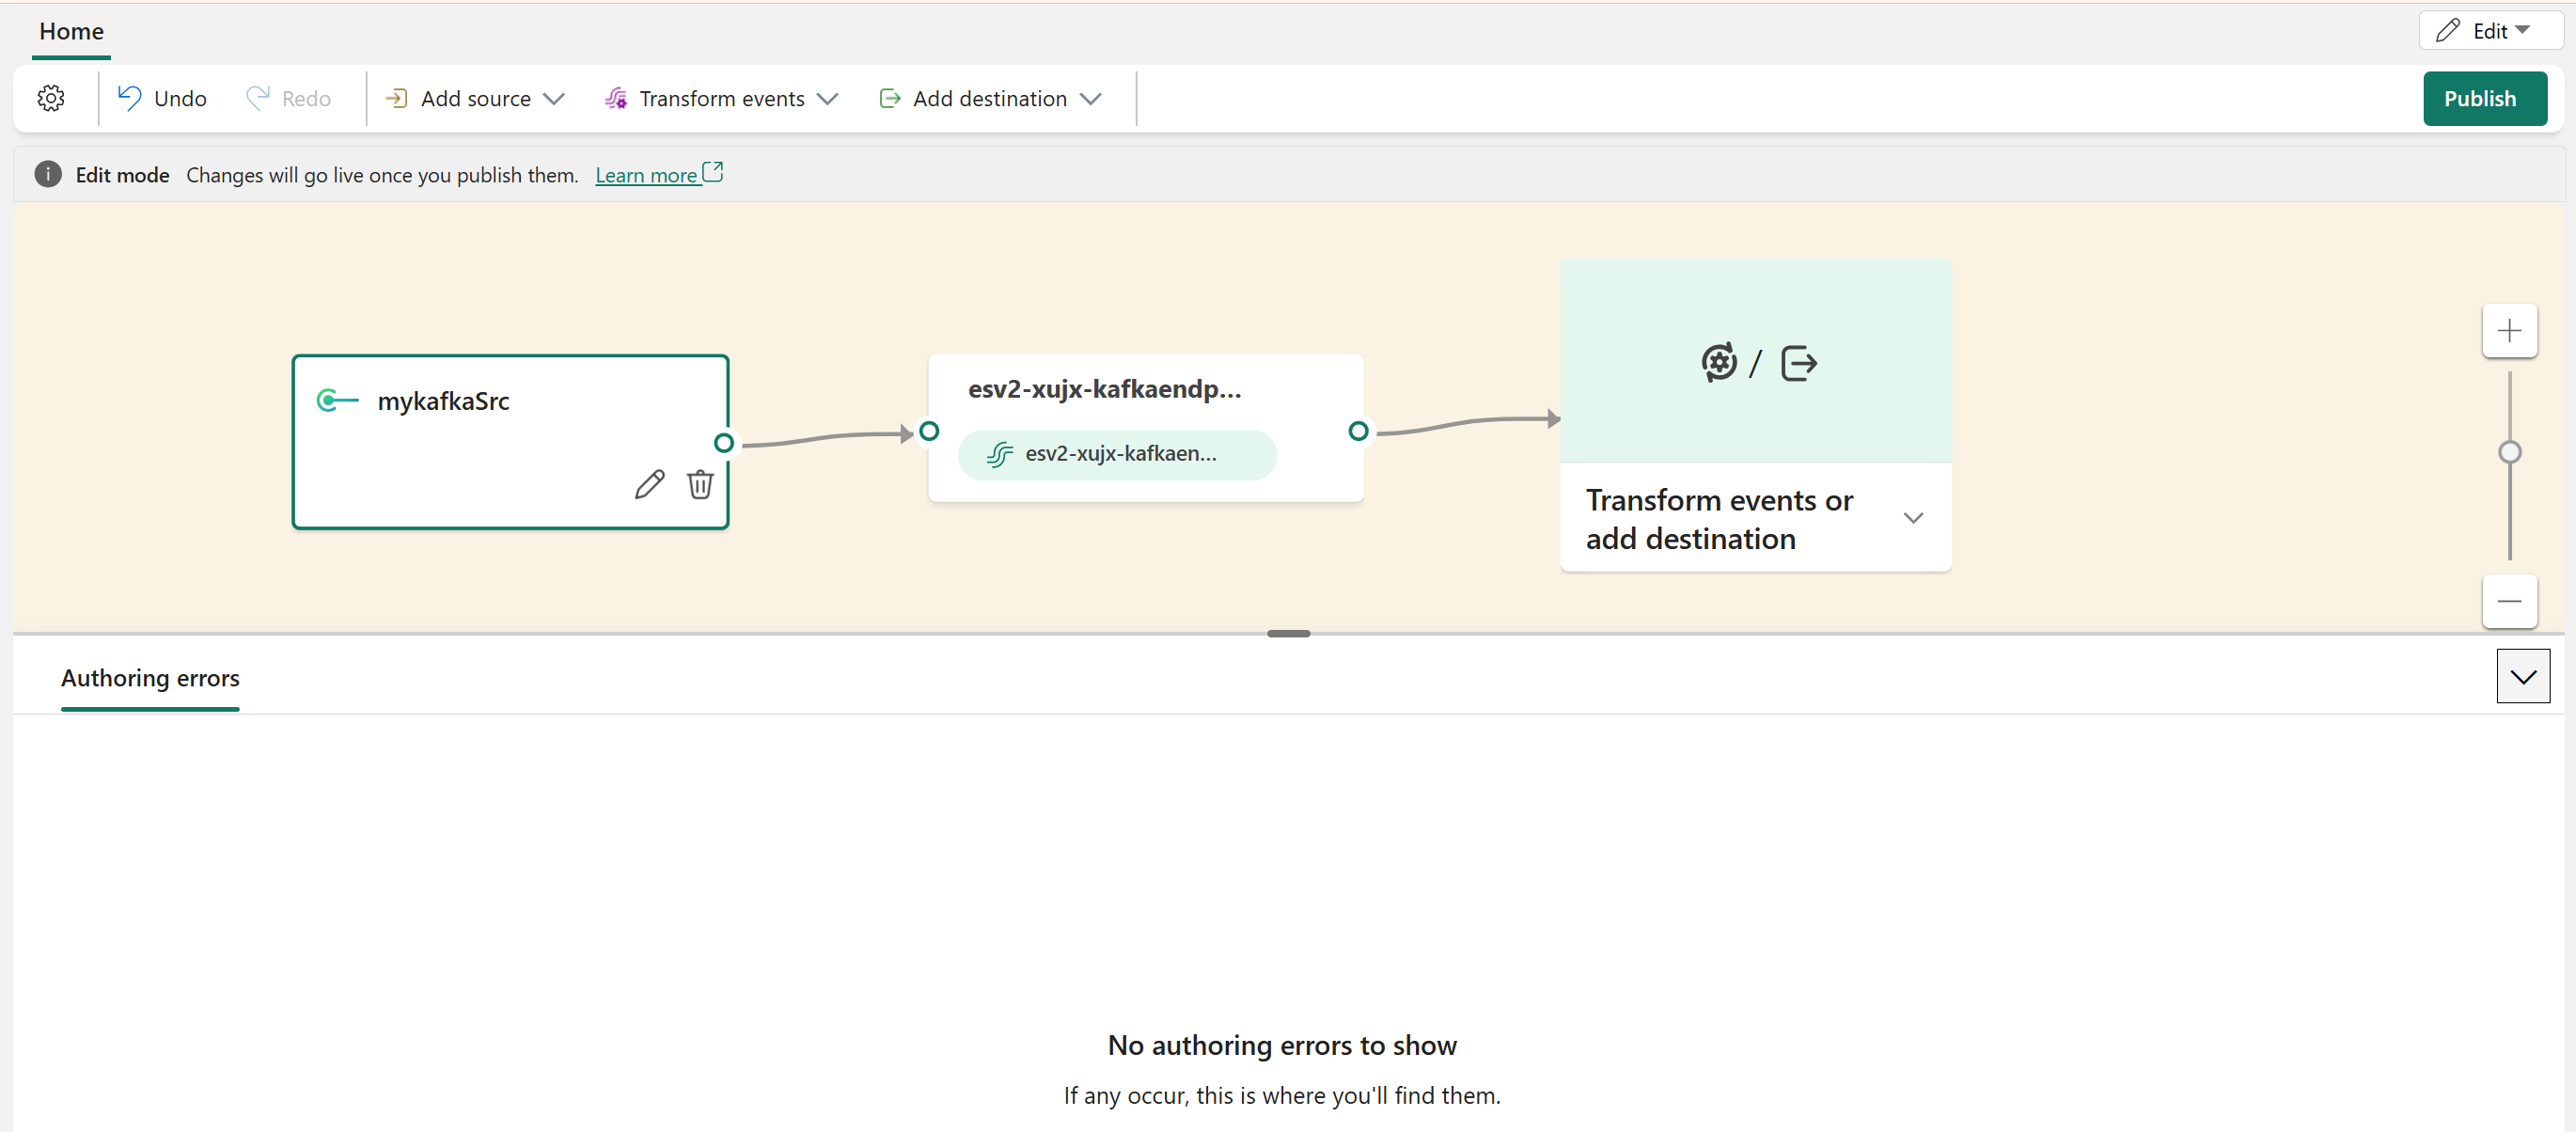 Home
Edit
Undo
Redo
Add source
Transform events
Add destination
Publish
Edit mode Changes will go live once you publish them. Learn more
mykafkaSrc
esv2-xujx-kafkaendp...
esv2-xujx-kafkaen...
/
Transform events or
add destination
Authoring errors
No authoring errors to show
If any occur, this is where you'll find them.